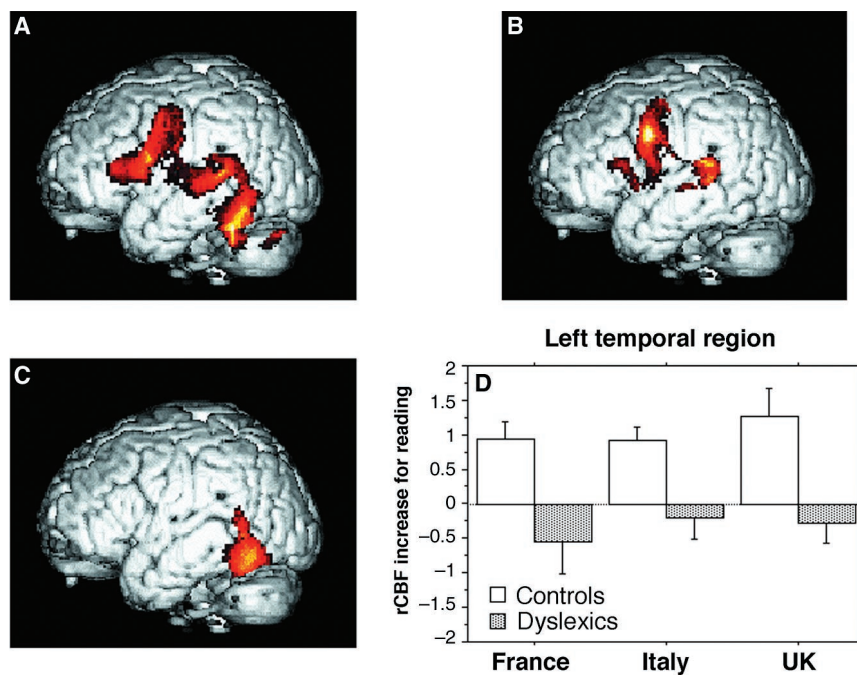 A
B
C
Left temporal region
D
rCBF increase for reading
2
1.5
1
0.5
0
−0.5
−1
−1.5
−2
Controls
Dyslexics
France
Italy
UK